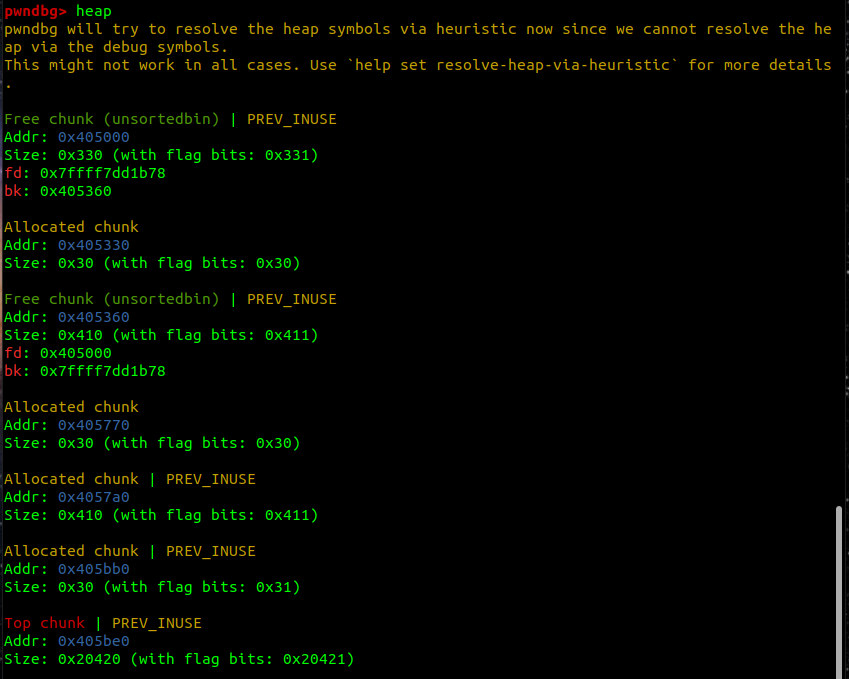 pwndbg> heap
pwndbg will try to resolve the heap symbols via heuristic now since we cannot resolve the he
ap via the debug symbols.
This might not work in all cases. Use `help set resolve-heap-via-heuristic` for more details
.
Free chunk (unsortedbin) | PREV_INUSE
Addr: 0x405000
Size: 0x330 (with flag bits: 0x331)
fd: 0x7ffff7dd1b78
bk: 0x405360
Allocated chunk
Addr: 0x405330
Size: 0x30 (with flag bits: 0x30)
Free chunk (unsortedbin) | PREV_INUSE
Addr: 0x405360
Size: 0x410 (with flag bits: 0x411)
fd: 0x405000
bk: 0x7ffff7dd1b78
Allocated chunk
Addr: 0x405770
Size: 0x30 (with flag bits: 0x30)
Allocated chunk | PREV_INUSE
Addr: 0x4057a0
Size: 0x410 (with flag bits: 0x411)
Allocated chunk | PREV_INUSE
Addr: 0x405bb0
Size: 0x30 (with flag bits: 0x31)
Top chunk | PREV_INUSE
Addr: 0x405be0
Size: 0x20420 (with flag bits: 0x20421)